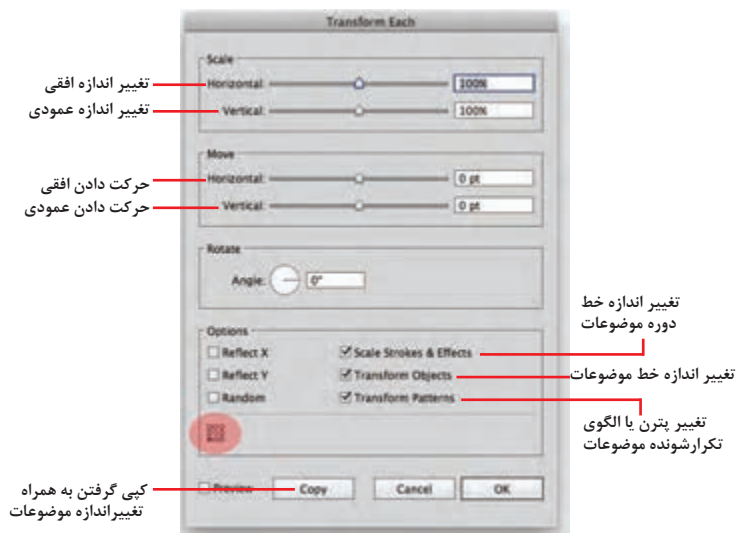 Transform Each
Scale
تغییر اندازه افقی
Horizontal: 100%
تغییر اندازه عمودی
Vertical: 100%
Move
حرکت دادن افقی
Horizontal: 0 pt
حرکت دادن عمودی
Vertical: 0 pt
Rotate
Angle: 0°
Options
Reflect X
Scale Strokes & Effects
تغییر اندازه خط
دوره موضوعات
Reflect Y
Transform Objects
تغییر اندازه خط موضوعات
Random
Transform Patterns
تغییر پترن یا الگوی
تکرارشونده موضوعات
Preview
Copy
Cancel
OK
کپی گرفتن به همراه
تغییراندازه موضوعات